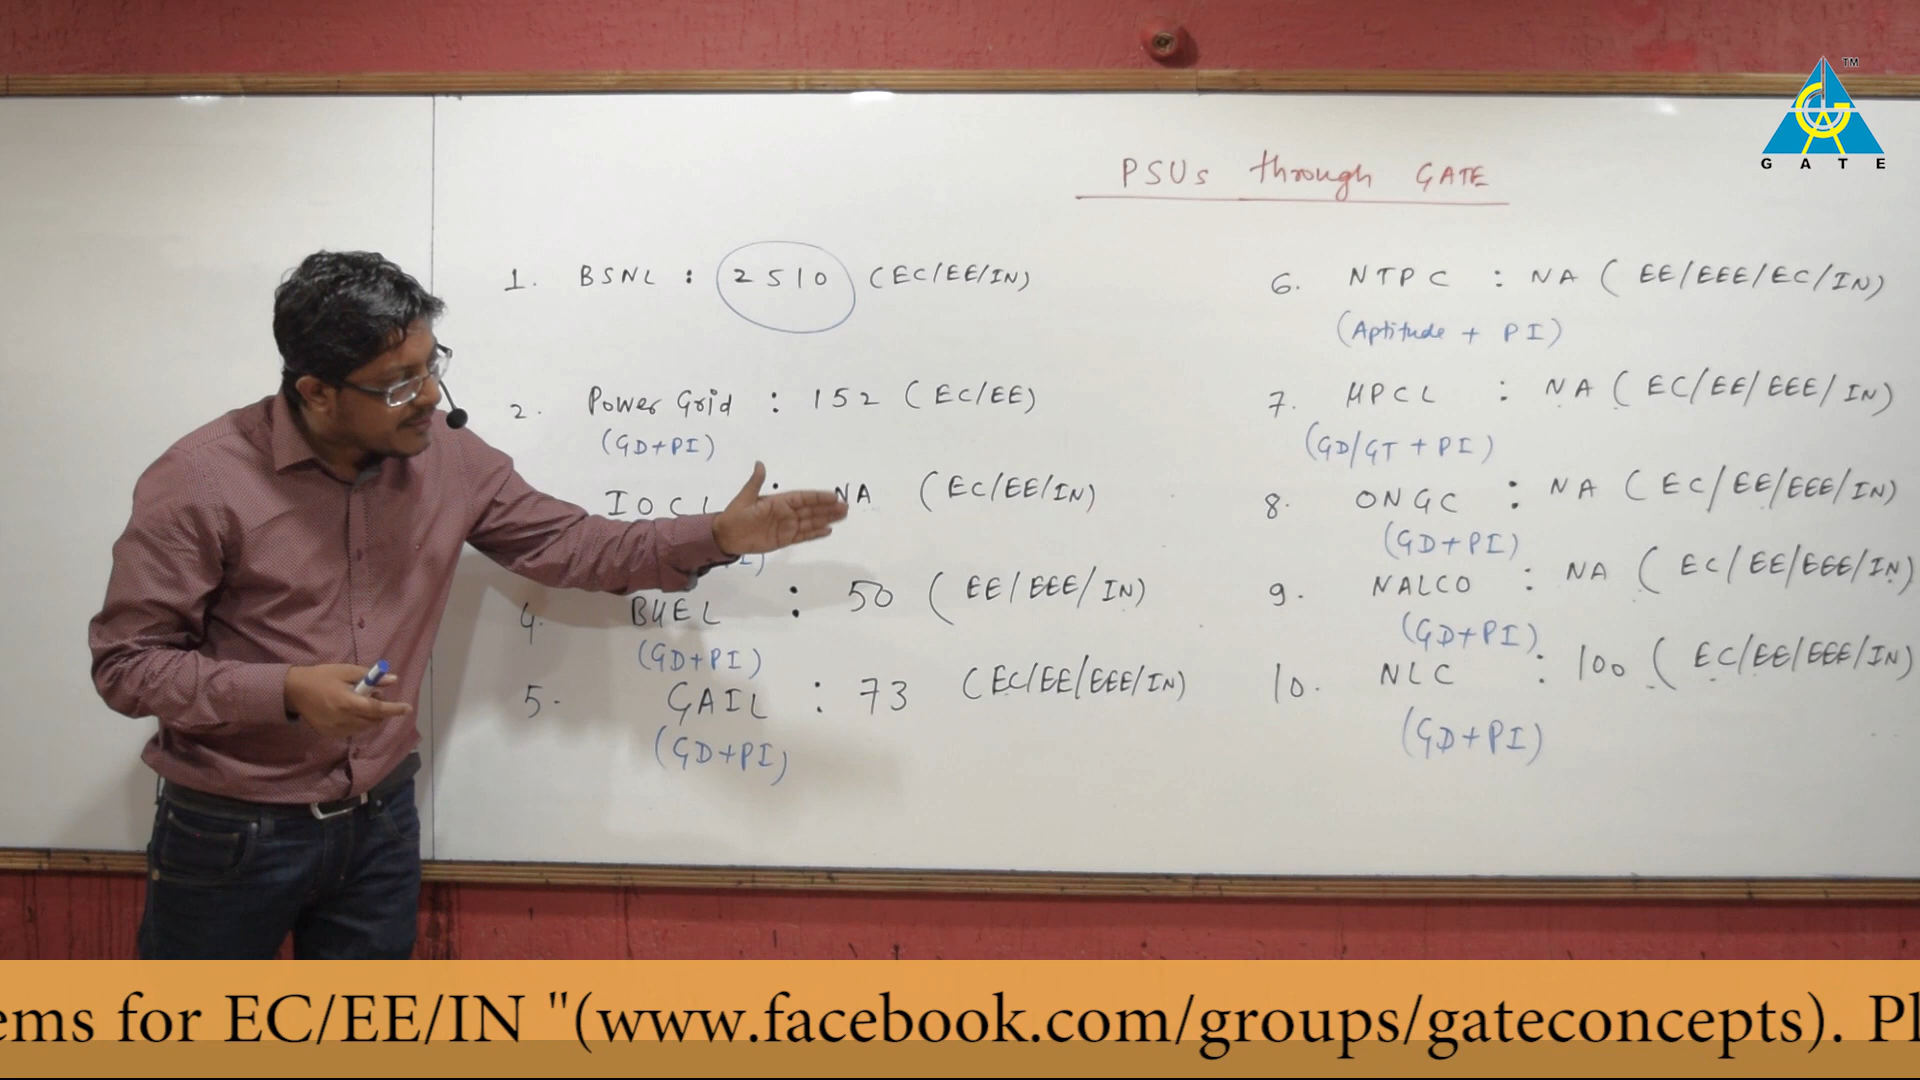 PSUs through GATE
1. BSNL : 2510 (EC/EE/IN)
2. Power Grid : 152 (EC/EE)
(GD+PI)
IOCL : NA (EC/EE/IN)
4. BHEL : 50 (EE/EEE/IN)
(GD+PI)
5. GAIL : 73 (EC/EE/EEE/IN)
(GD+PI)
6. NTPC : NA (EE/EEE/EC/IN)
(Aptitude + PI)
7. HPCL : NA (EC/EE/EEE/IN)
(GD/GT + PI)
8. ONGC : NA (EC/EE/EEE/IN)
(GD+PI)
9. NALCO : NA (EC/EE/EEE/IN)
(GD+PI)
10. NLC : 100 (EC/EE/EEE/IN)
(GD+PI)
TM
GATE
ems for EC/EE/IN "(www.facebook.com/groups/gateconcepts). Pl